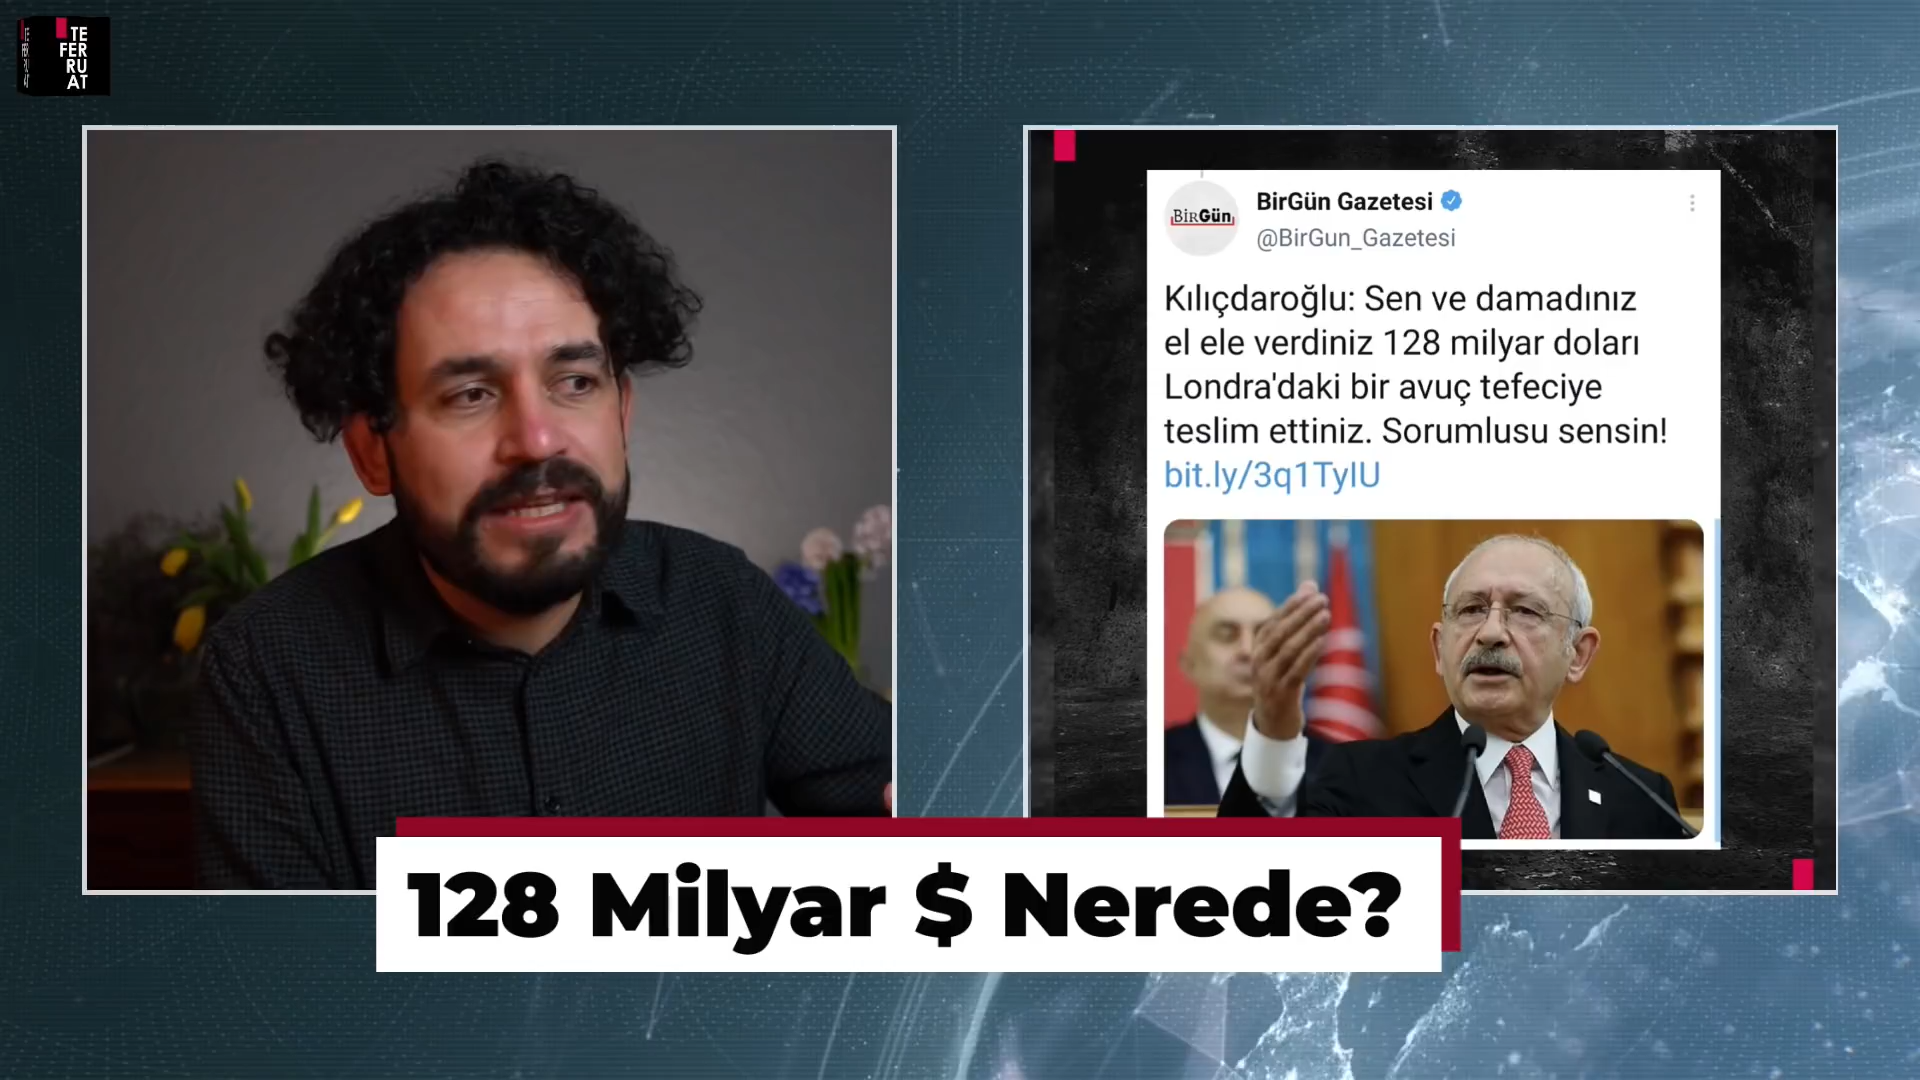 TE
FER
RU
AT
BirGün
BirGün Gazetesi
@BirGun_Gazetesi
Kılıçdaroğlu: Sen ve damadınız
el ele verdiniz 128 milyar doları
Londra'daki bir avuç tefeciye
teslim ettiniz. Sorumlusu sensin!
bit.ly/3q1TyIU
128 Milyar $ Nerede?